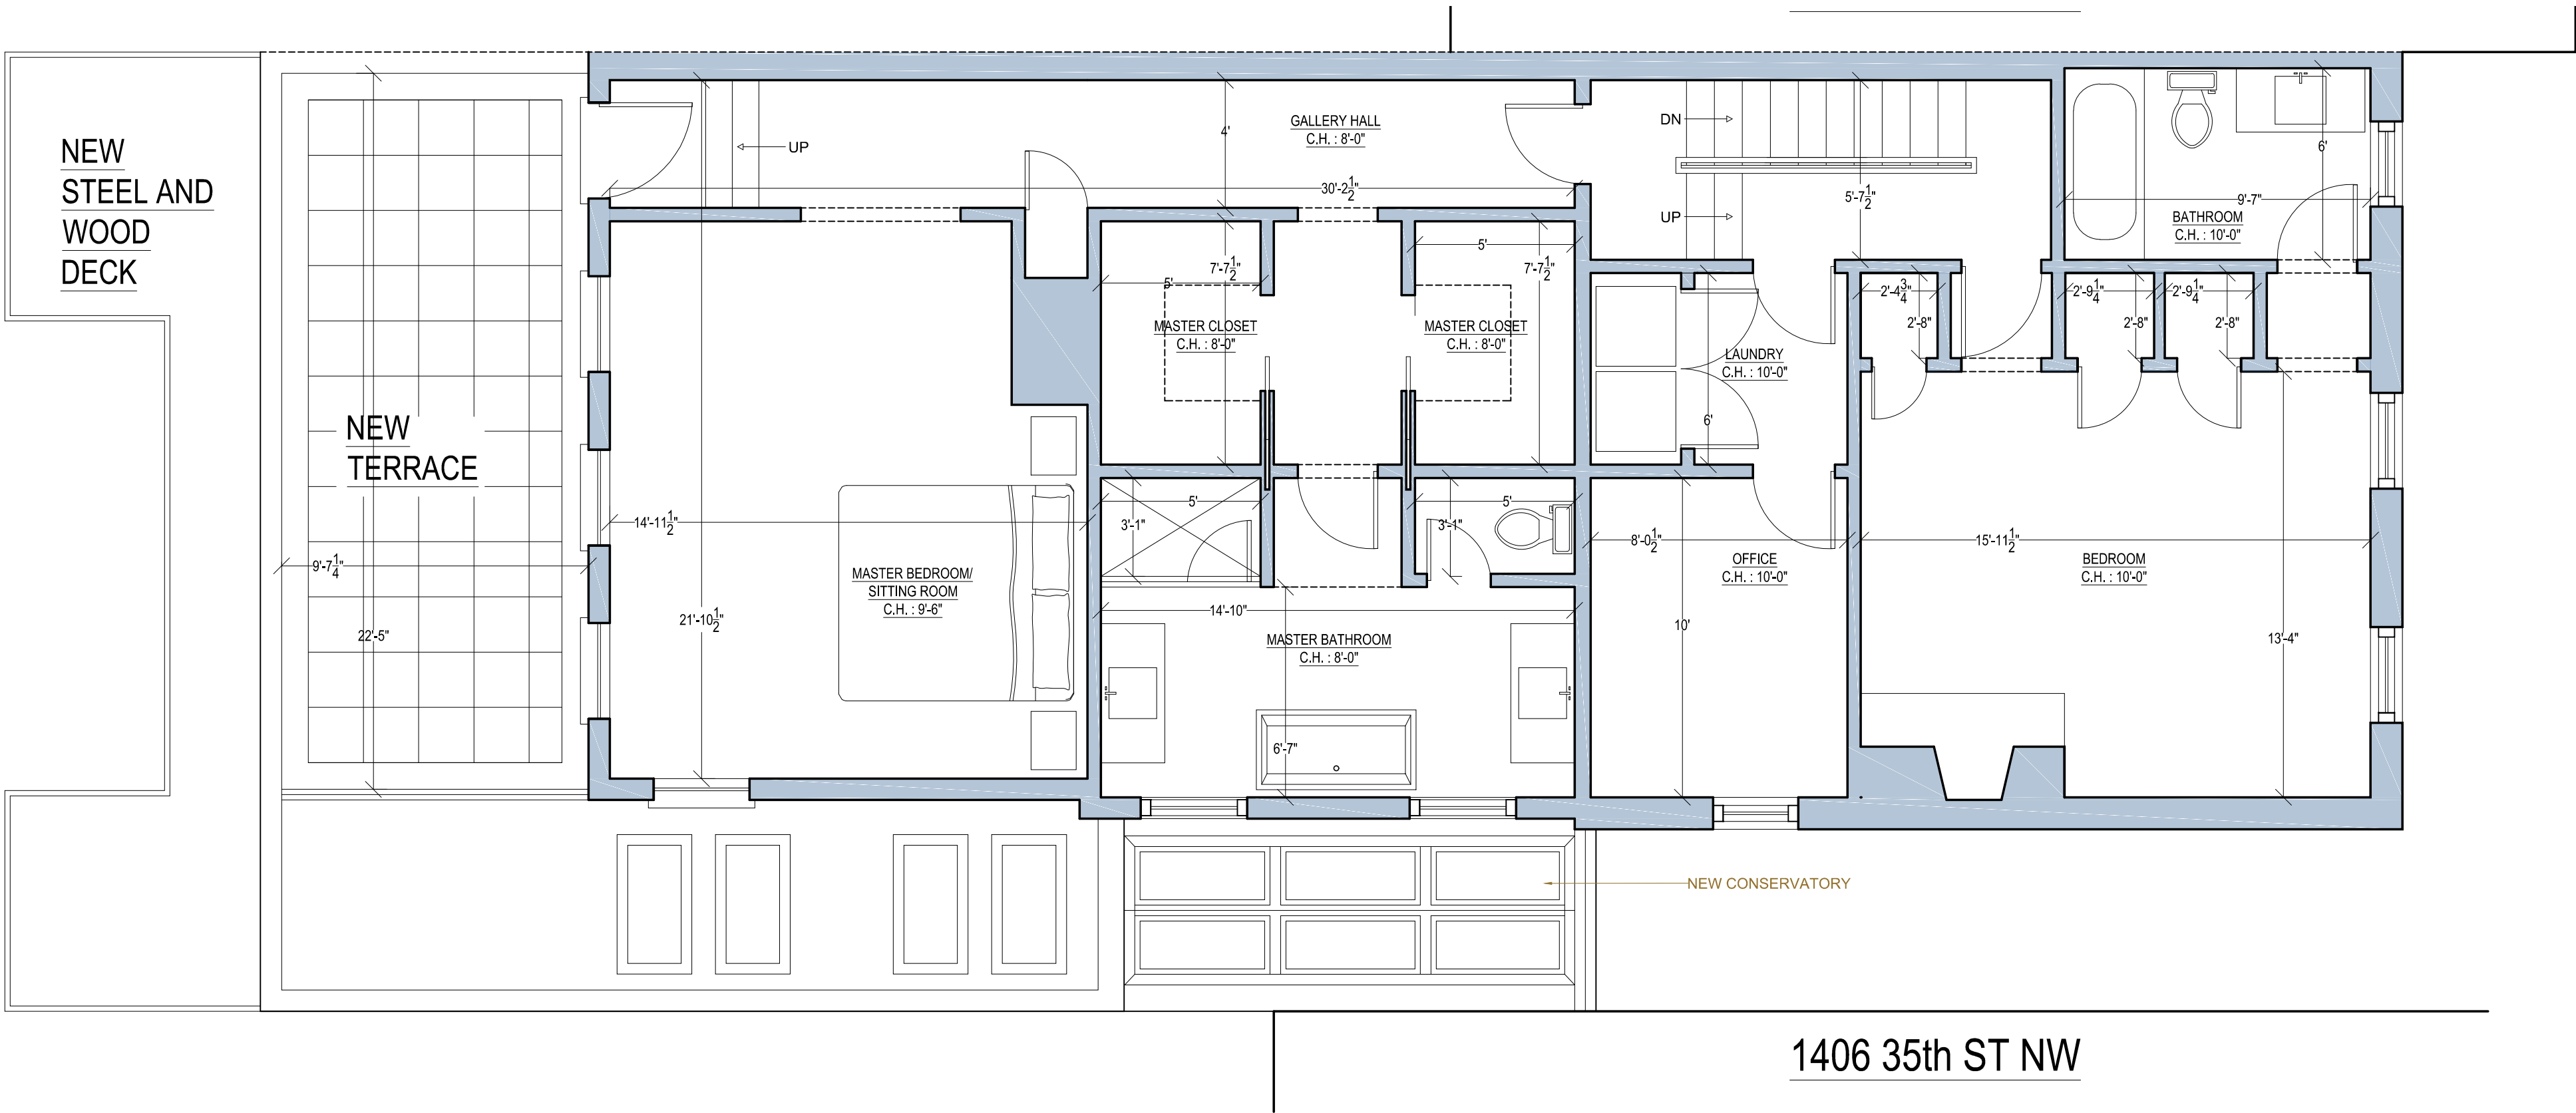 NEW
STEEL AND
WOOD
DECK
NEW
TERRACE
22'-5"
9'-7 1/4"
UP
GALLERY HALL
C.H. : 8'-0"
4'
30'-2 1/2"
DN
UP
5'-7 1/2"
6'
9'-7"
BATHROOM
C.H. : 10'-0"
14'-11 1/2"
21'-10 1/2"
MASTER BEDROOM/
SITTING ROOM
C.H. : 9'-6"
7'-7 1/2"
5'
MASTER CLOSET
C.H. : 8'-0"
5'
7'-7 1/2"
MASTER CLOSET
C.H. : 8'-0"
LAUNDRY
C.H. : 10'-0"
6'
2'-4 3/4"
2'-8"
2'-9 1/4"
2'-8"
2'-9 1/4"
2'-8"
5'
3'-1"
5'
3'-1"
14'-10"
MASTER BATHROOM
C.H. : 8'-0"
6'-7"
8'-0 1/2"
OFFICE
C.H. : 10'-0"
10'
15'-11 1/2"
BEDROOM
C.H. : 10'-0"
13'-4"
NEW CONSERVATORY
1406 35th ST NW